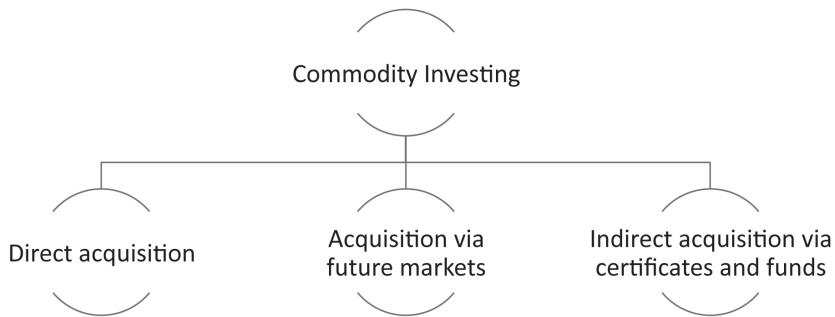 Commodity Investing
Direct acquisition
Acquisition via
future markets
Indirect acquisition via
certificates and funds